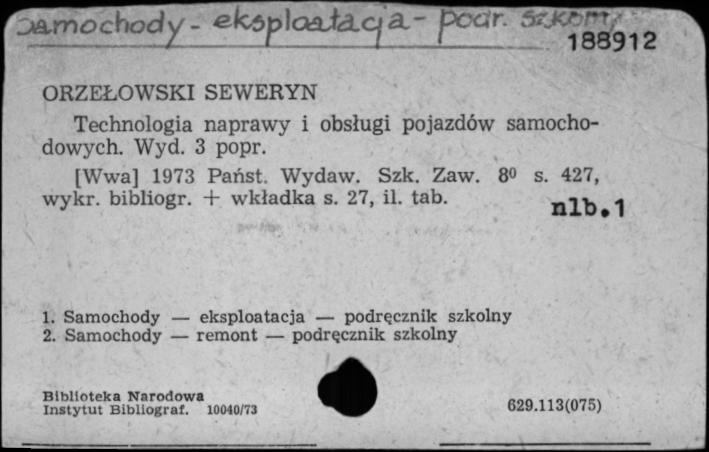 Samochody - eksploatacja - podr. szkolny
188912
ORZEŁOWSKI SEWERYN
Technologia naprawy i obsługi pojazdów samocho-
dowych. Wyd. 3 popr.
[Wwa] 1973 Państ. Wydaw. Szk. Zaw. 8⁰ s. 427,
wykr. bibliogr. + wkładka s. 27, il. tab.
nlb.1
1. Samochody — eksploatacja — podręcznik szkolny
2. Samochody — remont — podręcznik szkolny
Biblioteka Narodowa
Instytut Bibliograf. 10040/73
629.113(075)